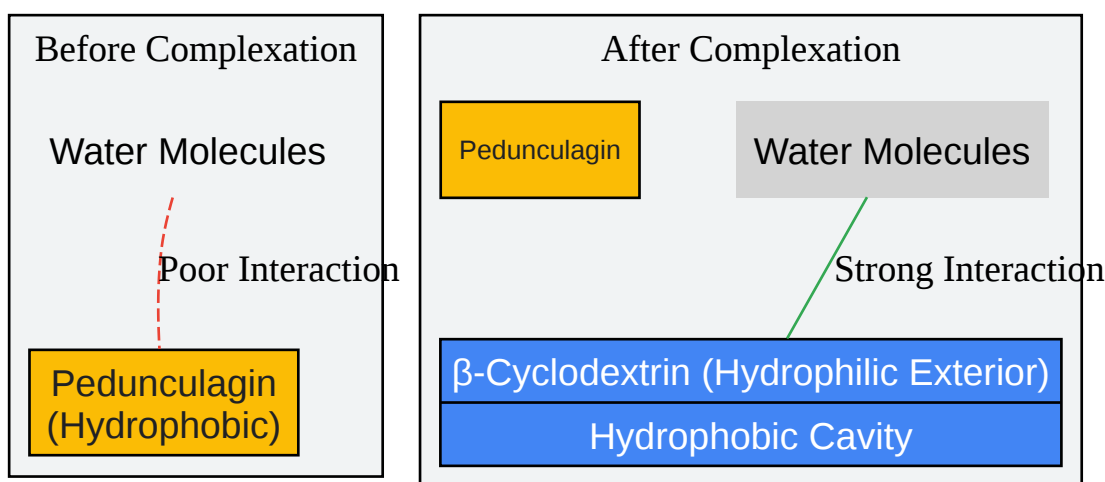 Before Complexation
Water Molecules
Poor Interaction
Pedunculagin
(Hydrophobic)
After Complexation
Pedunculagin
Water Molecules
Strong Interaction
β-Cyclodextrin (Hydrophilic Exterior)
Hydrophobic Cavity